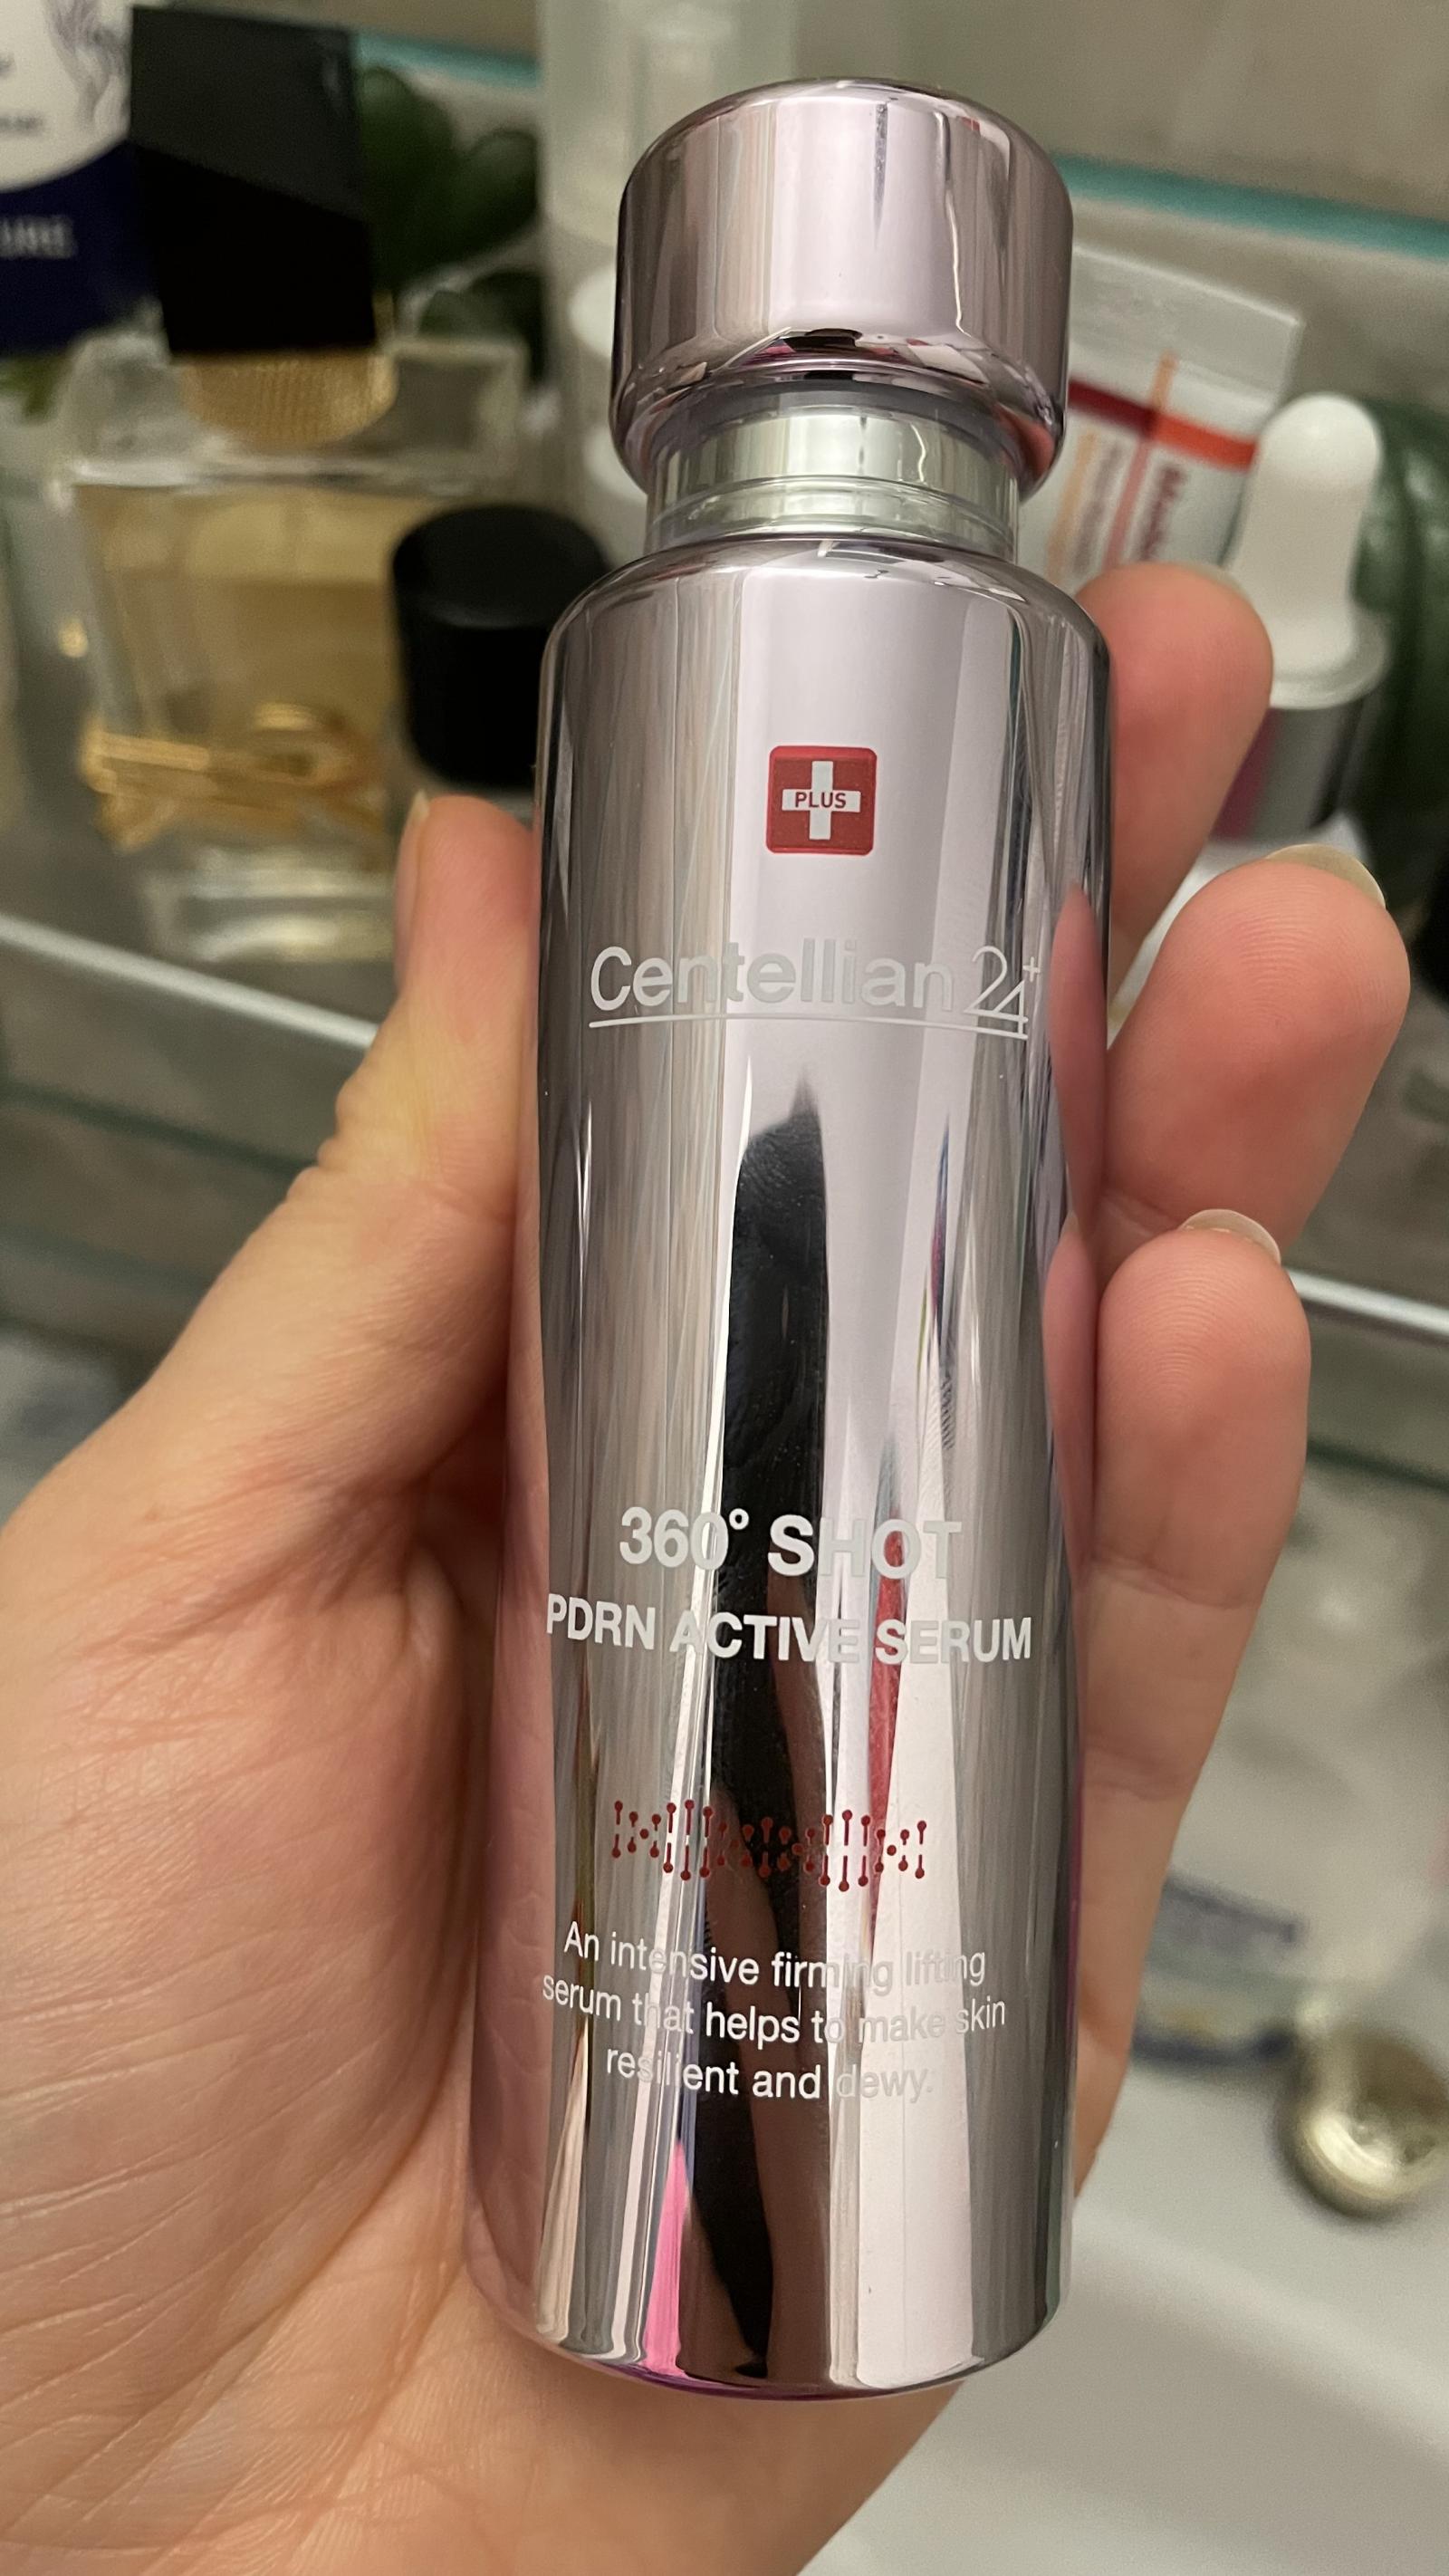 URE
PLUS
Centellian 24+
360° SHOT
PDRN ACTIVE SERUM
An intensive firming lifting
serum that helps to make skin
resilient and dewy.